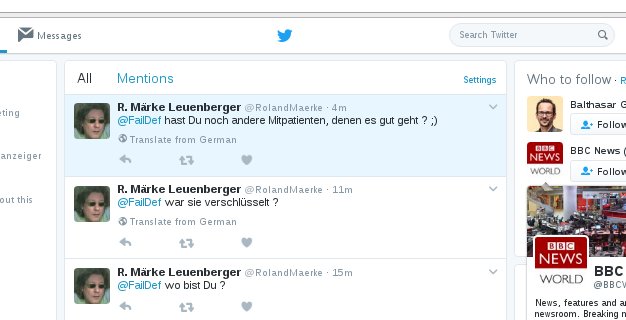 Messages
Search Twitter
All Mentions Settings
R. Märke Leuenberger @RolandMaerke · 4m
@FailDef hast Du noch andere Mitpatienten, denen es gut geht ? ;)
Translate from German
R. Märke Leuenberger @RolandMaerke · 11m
@FailDef war sie verschlüsselt ?
Translate from German
R. Märke Leuenberger @RolandMaerke · 15m
@FailDef wo bist Du ?
eting
anzeiger
out this
Who to follow ·
Balthasar G
Follow
BBC News (
Follow
BBC
NEWS
WORLD
BBC
NEWS
WORLD
BBC
@BBCW
News, features and a
newsroom. Breaking n